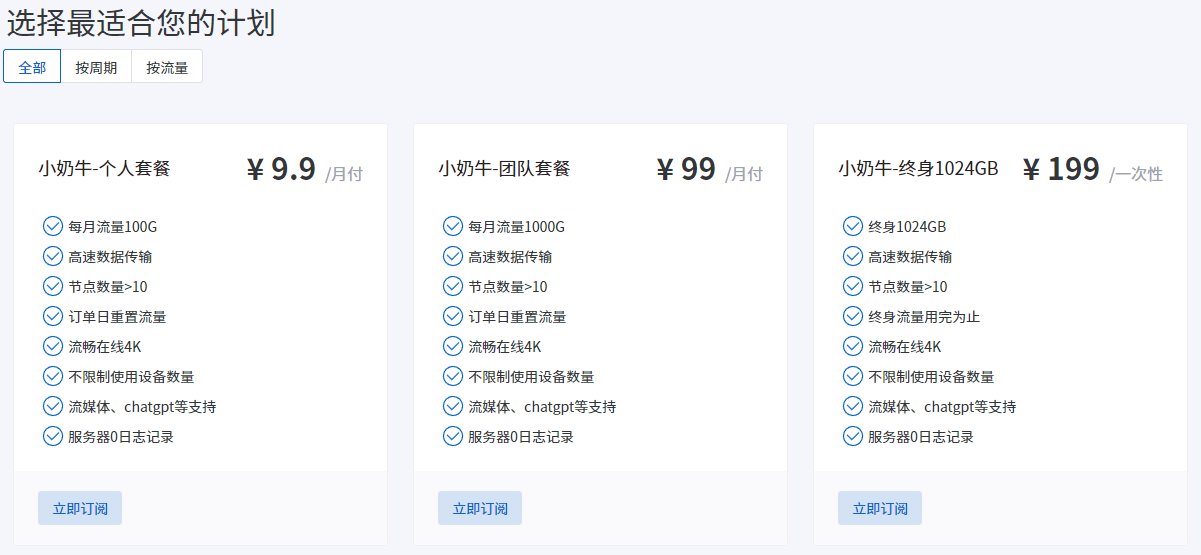 选择最适合您的计划
全部 按周期 按流量
小奶牛-个人套餐 ¥ 9.9 /月付
每月流量100G
高速数据传输
节点数量>10
订单日重置流量
流畅在线4K
不限制使用设备数量
流媒体、chatgpt等支持
服务器0日志记录
立即订阅
小奶牛-团队套餐 ¥ 99 /月付
每月流量1000G
高速数据传输
节点数量>10
订单日重置流量
流畅在线4K
不限制使用设备数量
流媒体、chatgpt等支持
服务器0日志记录
立即订阅
小奶牛-终身1024GB ¥ 199 /一次性
终身1024GB
高速数据传输
节点数量>10
终身流量用完为止
流畅在线4K
不限制使用设备数量
流媒体、chatgpt等支持
服务器0日志记录
立即订阅